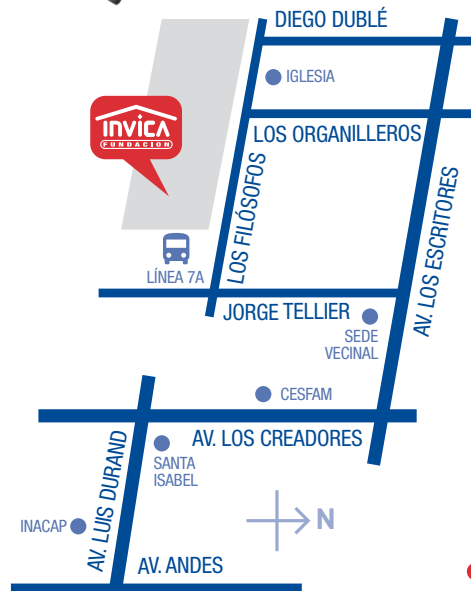 DIEGO DUBLÉ
IGLESIA
INVICA
FUNDACION
LOS ORGANILLEROS
LOS FILÓSOFOS
AV. LOS ESCRITORES
LÍNEA 7A
JORGE TELLIER
SEDE
VECINAL
CESFAM
AV. LOS CREADORES
AV. LUIS DURAND
SANTA
ISABEL
INACAP
N
AV. ANDES